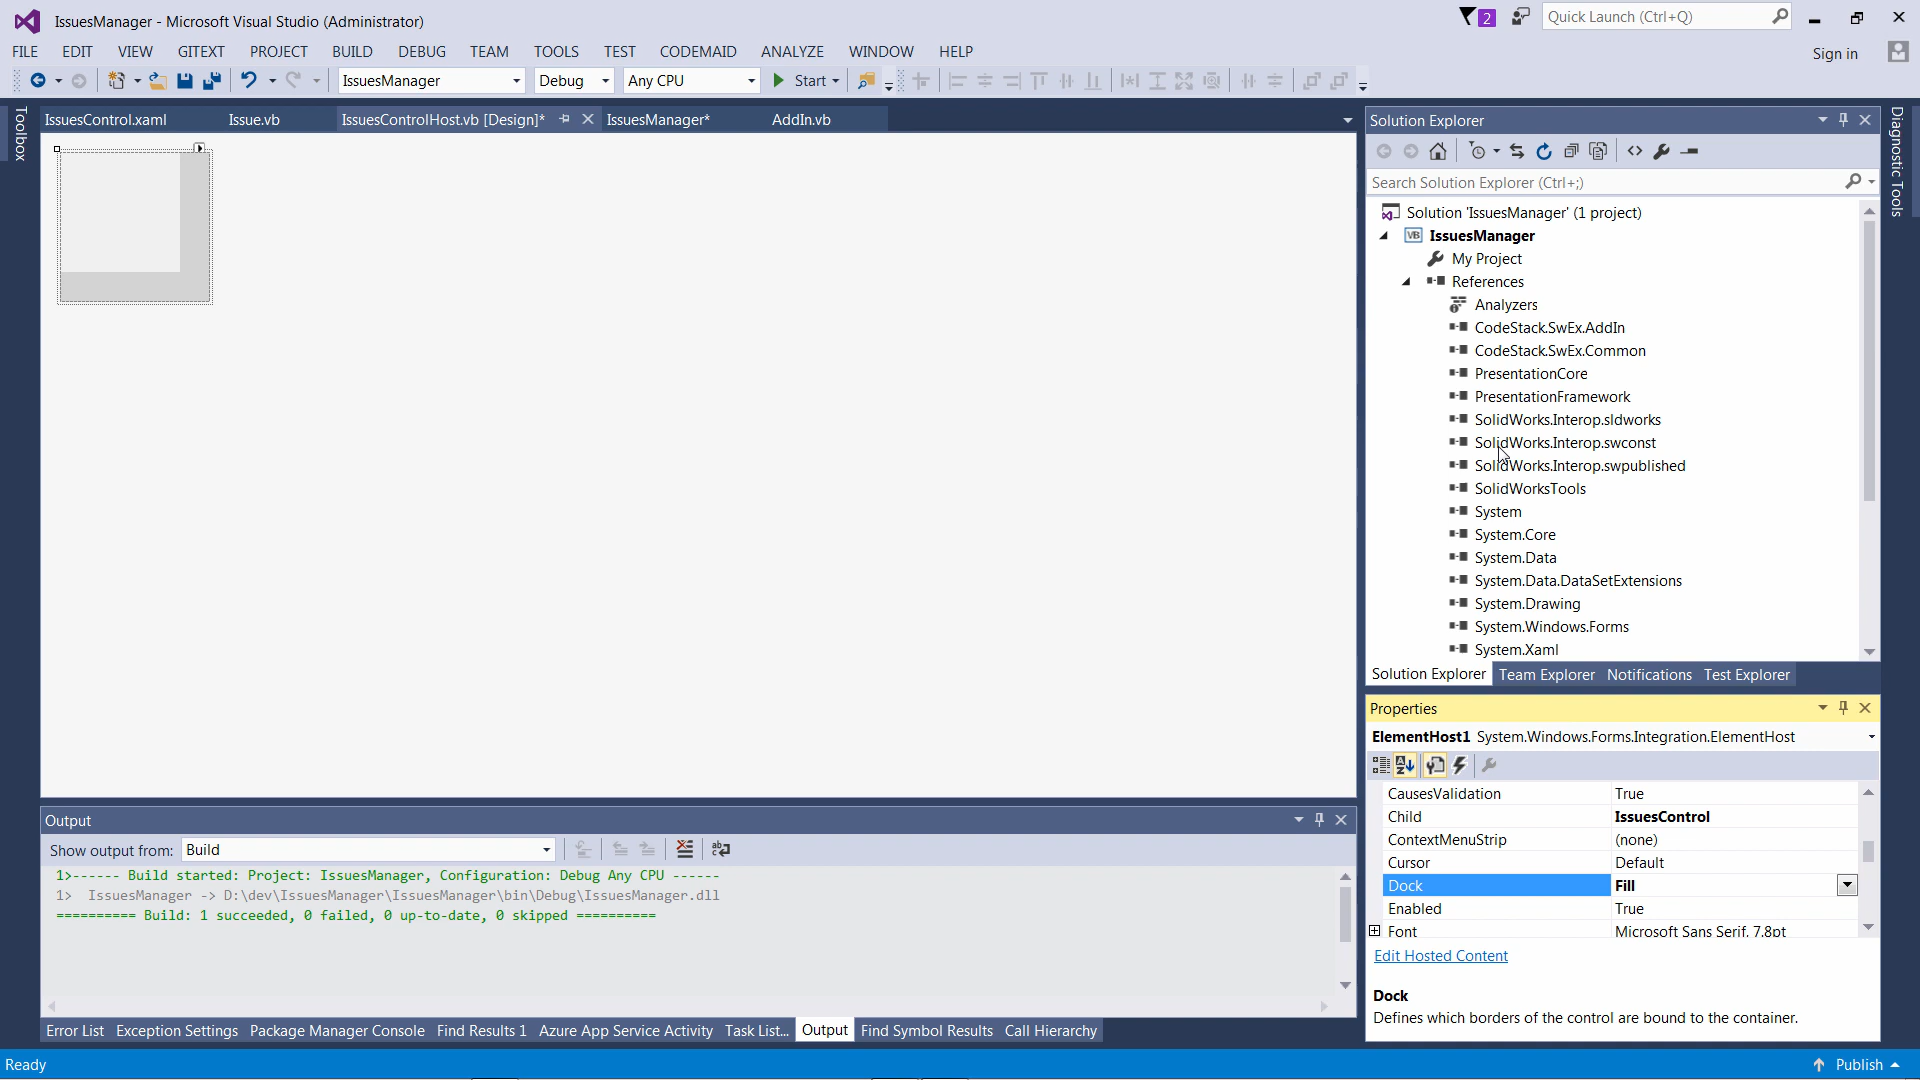 IssuesManager - Microsoft Visual Studio (Administrator)
2
Quick Launch (Ctrl+Q)
FILE EDIT VIEW GITEXT PROJECT BUILD DEBUG TEAM TOOLS TEST CODEMAID ANALYZE WINDOW HELP
Sign in
IssuesManager Debug Any CPU Start
Toolbox
IssuesControl.xaml Issue.vb IssuesControlHost.vb [Design]* IssuesManager* AddIn.vb
Solution Explorer
Diagnostic Tools
Search Solution Explorer (Ctrl+;)
Solution 'IssuesManager' (1 project)
VB IssuesManager
My Project
References
Analyzers
CodeStack.SwEx.AddIn
CodeStack.SwEx.Common
PresentationCore
PresentationFramework
SolidWorks.Interop.sldworks
SolidWorks.Interop.swconst
SolidWorks.Interop.swpublished
SolidWorksTools
System
System.Core
System.Data
System.Data.DataSetExtensions
System.Drawing
System.Windows.Forms
System.Xaml
Solution Explorer Team Explorer Notifications Test Explorer
Properties
ElementHost1 System.Windows.Forms.Integration.ElementHost
CausesValidation True
Child IssuesControl
ContextMenuStrip (none)
Cursor Default
Dock Fill
Enabled True
Font Microsoft Sans Serif, 7.8pt
Edit Hosted Content
Dock
Defines which borders of the control are bound to the container.
Output
Show output from: Build
1>------ Build started: Project: IssuesManager, Configuration: Debug Any CPU ------
1>  IssuesManager -> D:\dev\IssuesManager\IssuesManager\bin\Debug\IssuesManager.dll
========== Build: 1 succeeded, 0 failed, 0 up-to-date, 0 skipped ==========
Error List Exception Settings Package Manager Console Find Results 1 Azure App Service Activity Task List... Output Find Symbol Results Call Hierarchy
Ready
Publish